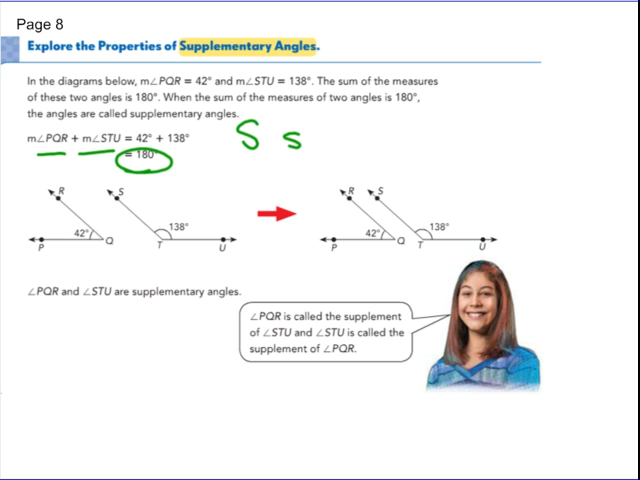 Page 8
Explore the Properties of Supplementary Angles.
In the diagrams below, m∠PQR = 42° and m∠STU = 138°. The sum of the measures
of these two angles is 180°. When the sum of the measures of two angles is 180°,
the angles are called supplementary angles.
m∠PQR + m∠STU = 42° + 138°
= 180°
S s
R S R S
42° 138° 42° 138°
P Q T U P Q T U
∠PQR and ∠STU are supplementary angles.
∠PQR is called the supplement
of ∠STU and ∠STU is called the
supplement of ∠PQR.